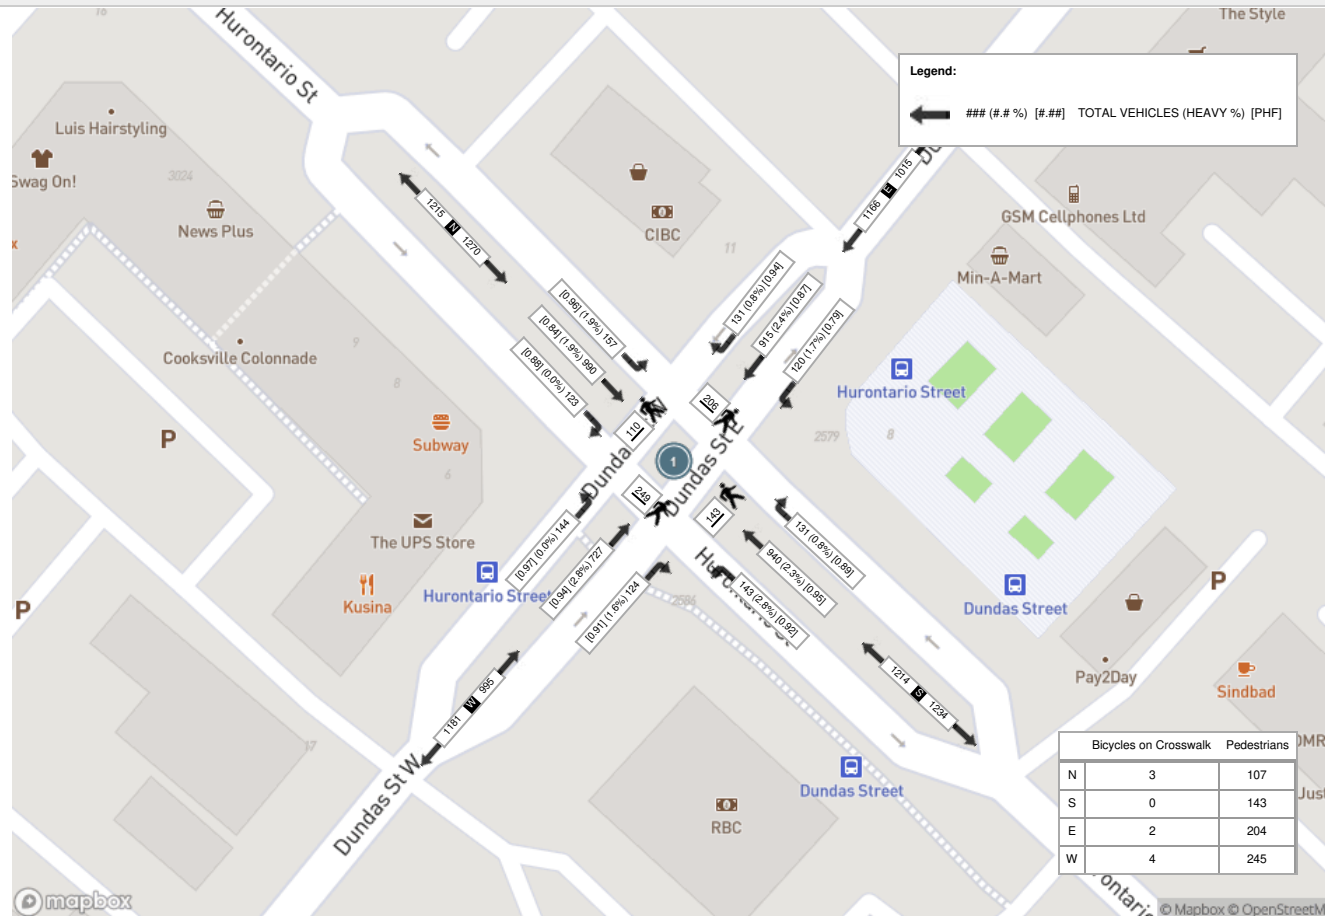 16
Hurontario St
The Style
Legend:
### (#.# %) [#.##] TOTAL VEHICLES (HEAVY %) [PHF]
Luis Hairstyling
Swag On!
3024
News Plus
x
CIBC
11
1166 E 1015
GSM Cellphones Ltd
Min-A-Mart
1215 N 1270
[0.96] (1.9%) 157
[0.84] (1.9%) 990
[0.88] (0.0%) 123
131 (0.8%) [0.94]
915 (2.4%) [0.87]
120 (1.7%) [0.79]
Cooksville Colonnade
9
8
6
Hurontario Street
2579
8
P
Subway
110
206
1
249
143
Dundas St E
The UPS Store
Kusina
Hurontario Street
[0.97] (0.0%) 144
[0.94] (2.8%) 727
[0.91] (1.6%) 124
131 (0.8%) [0.89]
940 (2.3%) [0.95]
143 (2.8%) [0.92]
2586
P
P
Dundas Street
Pay2Day
Sindbad
1181 W 995
1214 S 1234
17
Dundas St W
Dundas Street
RBC
Bicycles on Crosswalk Pedestrians
N 3 107
S 0 143
E 2 204
W 4 245
mapbox
© Mapbox © OpenStreetM